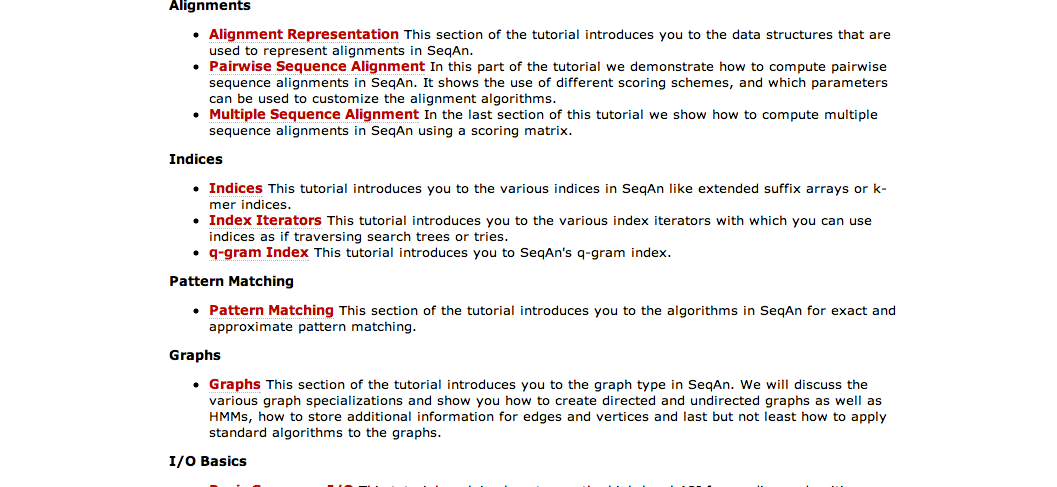 Alignments
Alignment Representation This section of the tutorial introduces you to the data structures that are
used to represent alignments in SeqAn.
Pairwise Sequence Alignment In this part of the tutorial we demonstrate how to compute pairwise
sequence alignments in SeqAn. It shows the use of different scoring schemes, and which parameters
can be used to customize the alignment algorithms.
Multiple Sequence Alignment In the last section of this tutorial we show how to compute multiple
sequence alignments in SeqAn using a scoring matrix.
Indices
Indices This tutorial introduces you to the various indices in SeqAn like extended suffix arrays or k-
mer indices.
Index Iterators This tutorial introduces you to the various index iterators with which you can use
indices as if traversing search trees or tries.
q-gram Index This tutorial introduces you to SeqAn's q-gram index.
Pattern Matching
Pattern Matching This section of the tutorial introduces you to the algorithms in SeqAn for exact and
approximate pattern matching.
Graphs
Graphs This section of the tutorial introduces you to the graph type in SeqAn. We will discuss the
various graph specializations and show you how to create directed and undirected graphs as well as
HMMs, how to store additional information for edges and vertices and last but not least how to apply
standard algorithms to the graphs.
I/O Basics